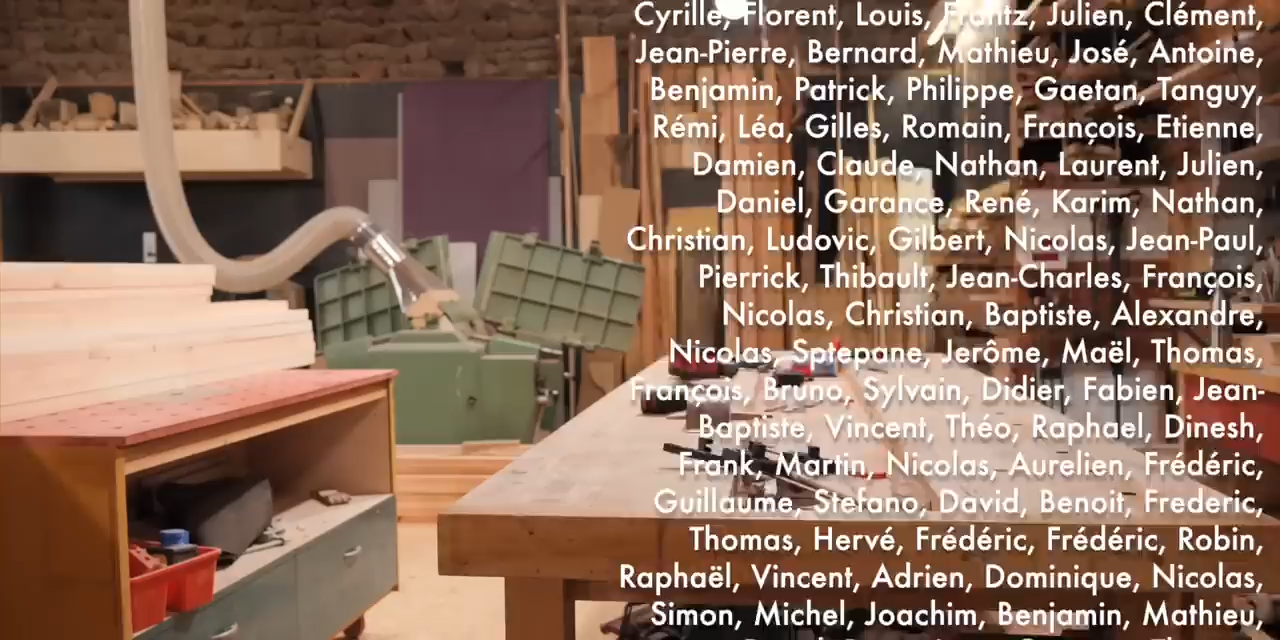 Cyrille, Florent, Louis, Frantz, Julien, Clément,
Jean-Pierre, Bernard, Mathieu, José, Antoine,
Benjamin, Patrick, Philippe, Gaetan, Tanguy,
Rémi, Léa, Gilles, Romain, François, Etienne,
Damien, Claude, Nathan, Laurent, Julien,
Daniel, Garance, René, Karim, Nathan,
Christian, Ludovic, Gilbert, Nicolas, Jean-Paul,
Pierrick, Thibault, Jean-Charles, François,
Nicolas, Christian, Baptiste, Alexandre,
Nicolas, Sptepane, Jerôme, Maël, Thomas,
François, Bruno, Sylvain, Didier, Fabien, Jean-
Baptiste, Vincent, Théo, Raphael, Dinesh,
Frank, Martin, Nicolas, Aurelien, Frédéric,
Guillaume, Stefano, David, Benoit, Frederic,
Thomas, Hervé, Frédéric, Frédéric, Robin,
Raphaël, Vincent, Adrien, Dominique, Nicolas,
Simon, Michel, Joachim, Benjamin, Mathieu,